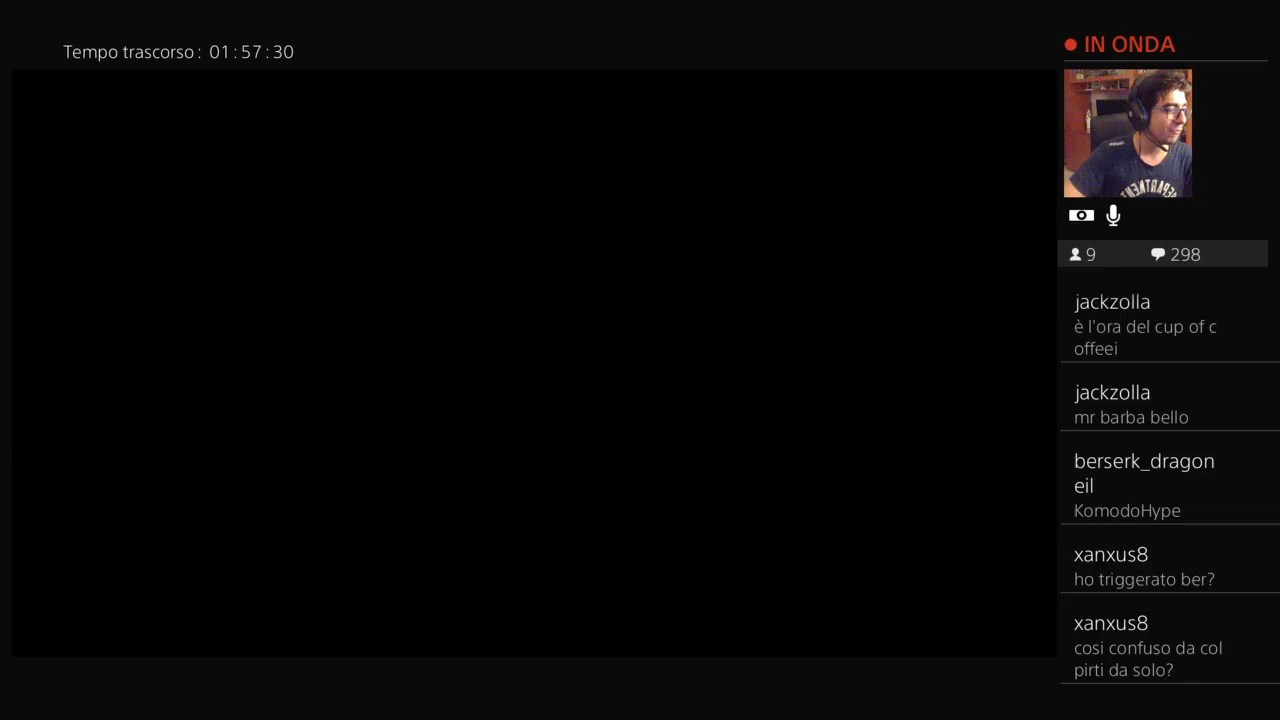 Tempo trascorso: 01:57:30
IN ONDA
9
298
jackzolla
è l'ora del cup of c
offeei
jackzolla
mr barba bello
berserk_dragon
eil
KomodoHype
xanxus8
ho triggerato ber?
xanxus8
cosi confuso da col
pirti da solo?